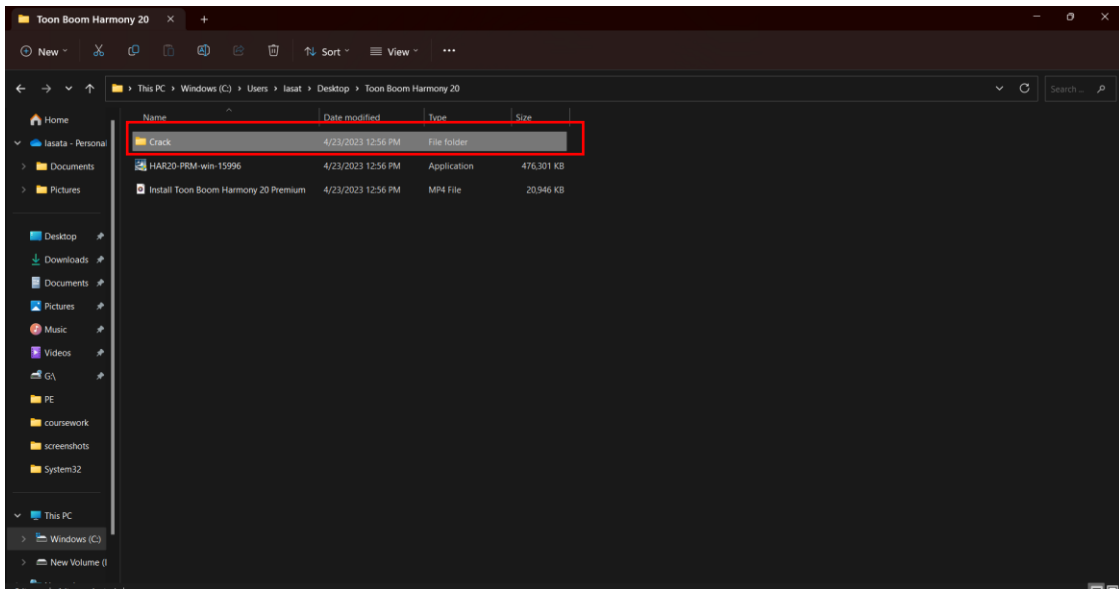 Toon Boom Harmony 20
New
Sort
View
This PC > Windows (C:) > Users > lasat > Desktop > Toon Boom Harmony 20
Search ...
Name Date modified Type Size
Crack 4/23/2023 12:56 PM File folder
HAR20-PRM-win-15996 4/23/2023 12:56 PM Application 476,301 KB
Install Toon Boom Harmony 20 Premium 4/23/2023 12:56 PM MP4 File 20,946 KB
Home
lasata - Personal
Documents
Pictures
Desktop
Downloads
Documents
Pictures
Music
Videos
G:\
PE
coursework
screenshots
System32
This PC
Windows (C:)
New Volume (